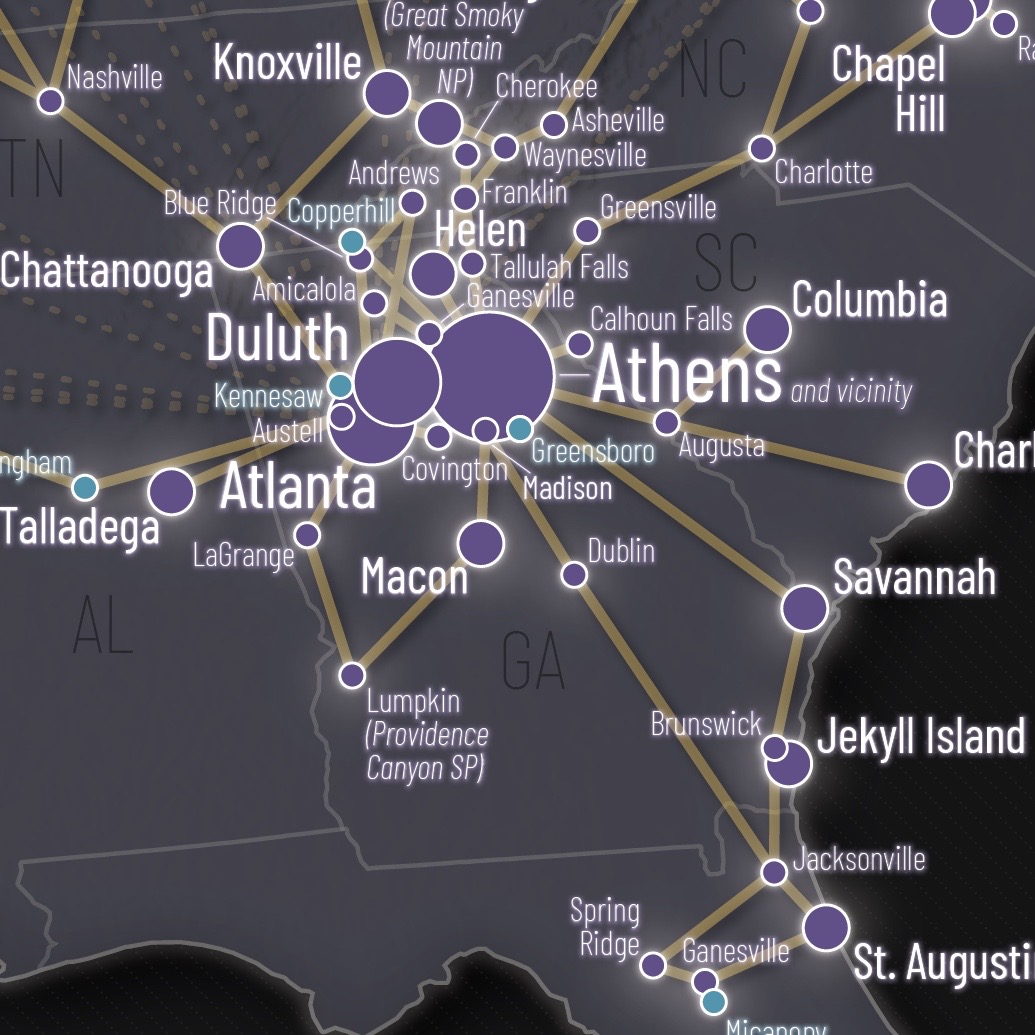 (Great Smoky
Mountain
NP)
Knoxville
Nashville
Cherokee
NC
Chapel
Hill
Asheville
Waynesville
TN
Andrews
Charlotte
Blue Ridge
Copperhill
Franklin
Greensville
Helen
Chattanooga
Tallulah Falls
SC
Amicalola
Ganesville
Columbia
Duluth
Calhoun Falls
Athens and vicinity
Kennesaw
Austell
Augusta
Greensboro
Covington
Madison
ngham
Charl
Atlanta
Talladega
LaGrange
Macon
Dublin
Savannah
AL
GA
Lumpkin
(Providence
Canyon SP)
Brunswick
Jekyll Island
Jacksonville
Spring
Ridge
Ganesville
St. Augusti
Micanopy